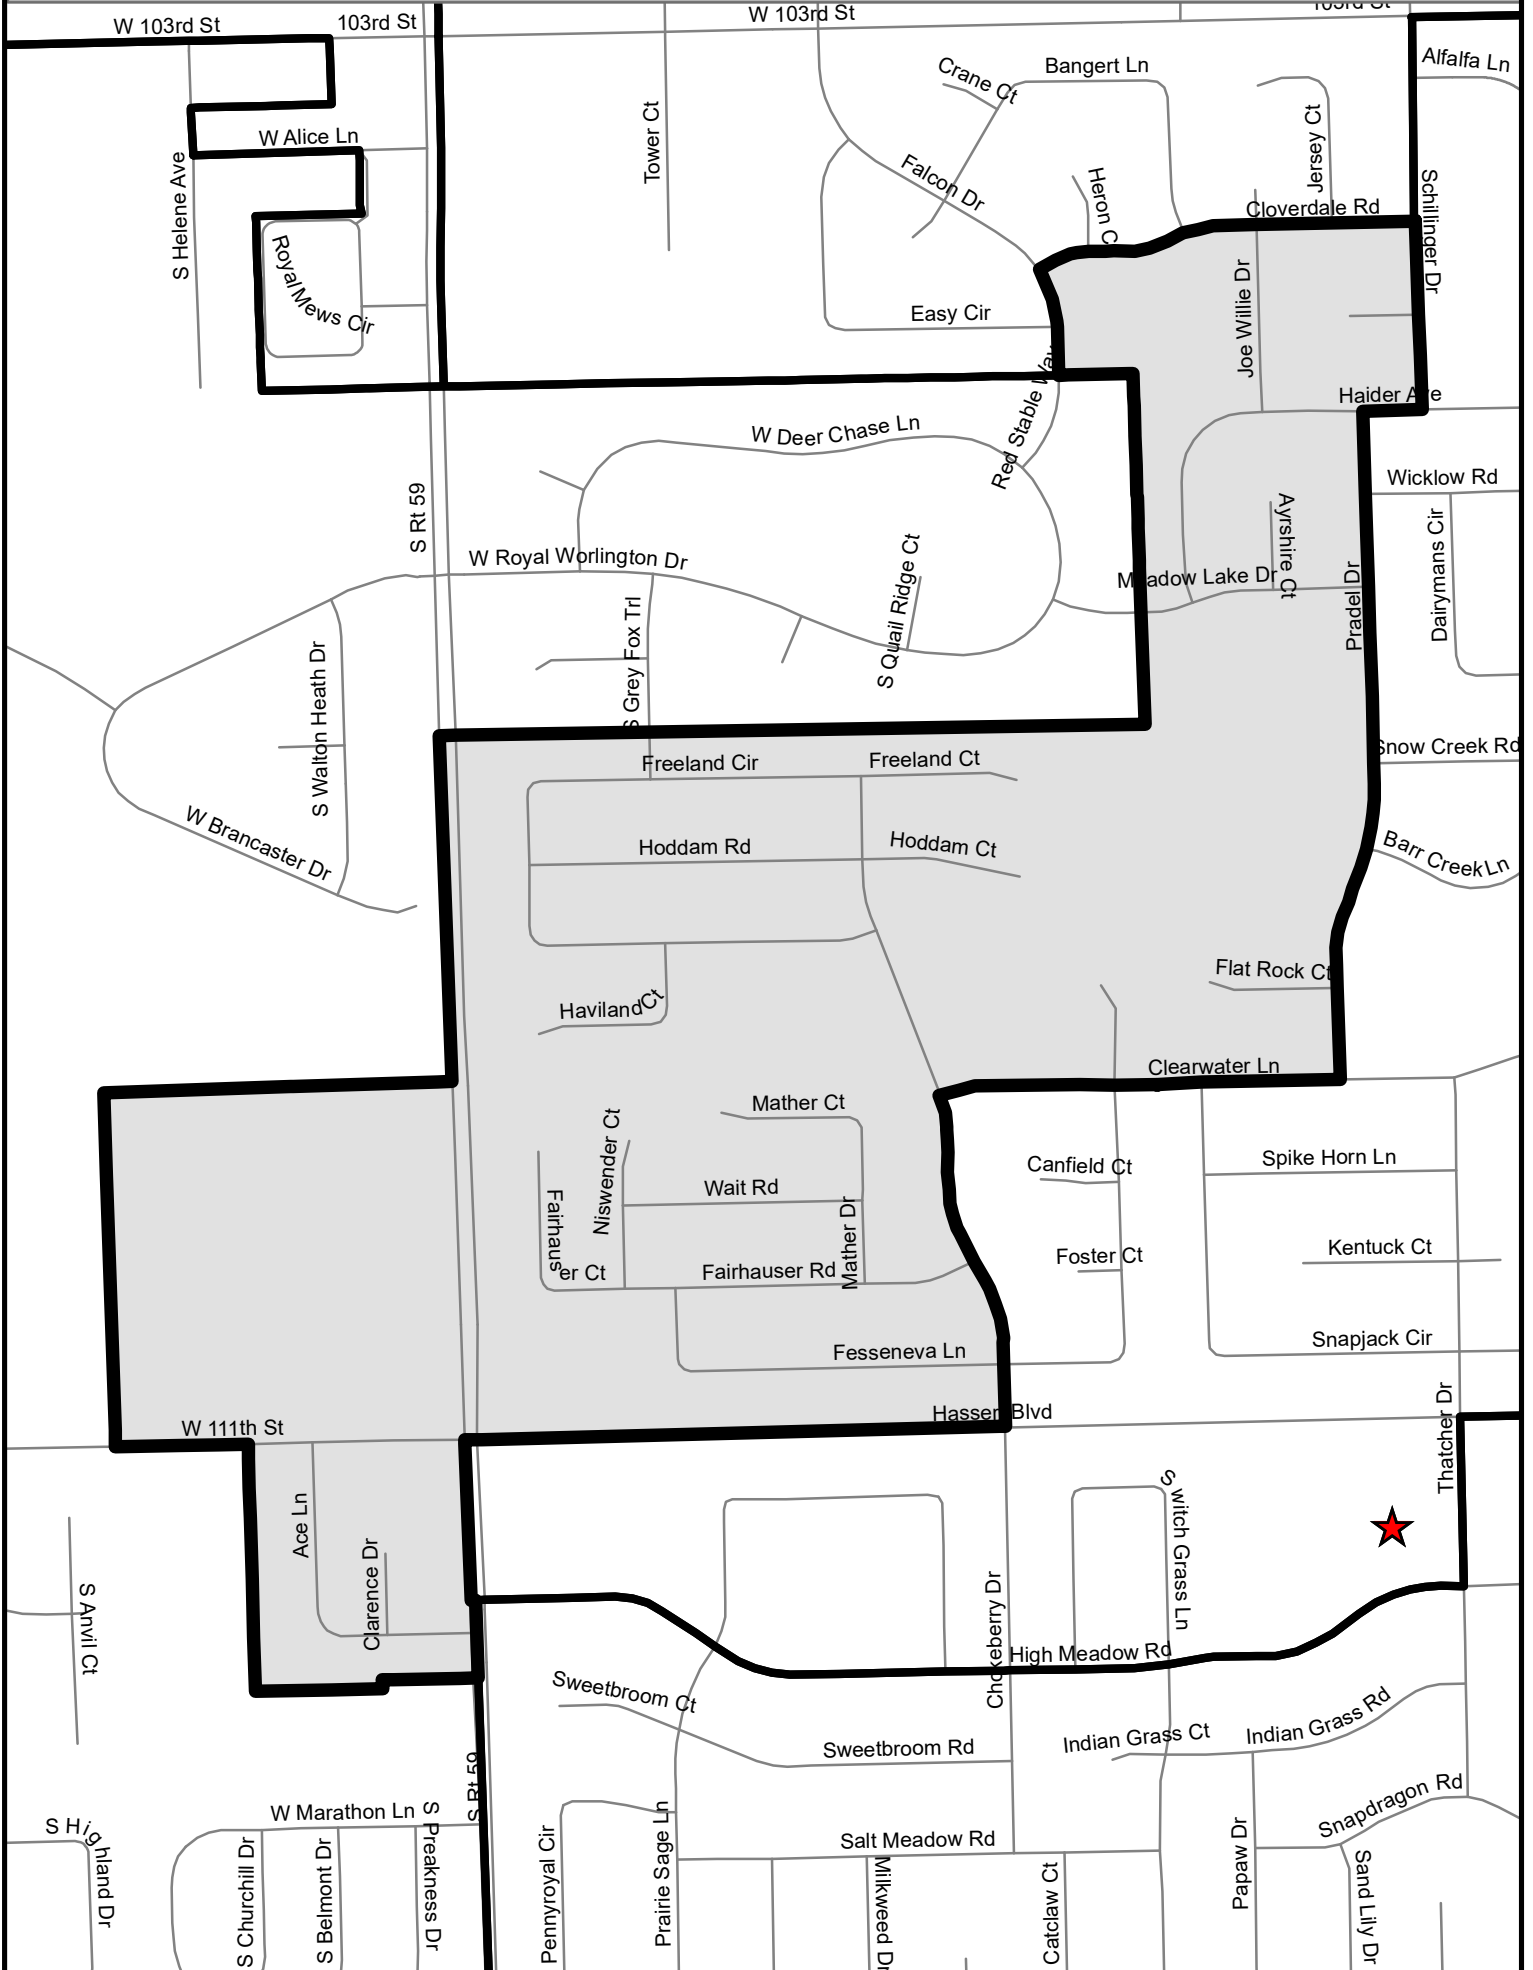 W 103rd St
103rd St
W 103rd St
103rd St
Alfalfa Ln
Crane Ct
Bangert Ln
Tower Ct
Jersey Ct
W Alice Ln
Falcon Dr
Heron C
S Helene Ave
Schillinger Dr
Cloverdale Rd
Royal Mews Cir
Joe Willie Dr
Easy Cir
Red Stable Way
Haider Ave
W Deer Chase Ln
Wicklow Rd
S Rt 59
Ayrshire Ct
Dairymans Cir
W Royal Worlington Dr
S Quail Ridge Ct
Meadow Lake Dr
Pradel Dr
S Grey Fox Trl
S Walton Heath Dr
Snow Creek Rd
Freeland Cir
Freeland Ct
W Brancaster Dr
Hoddam Rd
Hoddam Ct
Barr Creek Ln
Flat Rock Ct
Haviland Ct
Clearwater Ln
Mather Ct
Niswender Ct
Canfield Ct
Spike Horn Ln
Wait Rd
Fairhauser Ct
Mather Dr
Foster Ct
Kentuck Ct
Fairhauser Rd
Fesseneva Ln
Snapjack Cir
Hassert Blvd
W 111th St
Thatcher Dr
Ace Ln
Switch Grass Ln
Clarence Dr
S Anvil Ct
Chokeberry Dr
High Meadow Rd
Sweetbroom Ct
Indian Grass Ct
Indian Grass Rd
Sweetbroom Rd
S Rt 59
Snapdragon Rd
W Marathon Ln
S Highland Dr
S Churchill Dr
S Belmont Dr
S Preakness Dr
Pennyroyal Cir
Prairie Sage Ln
Salt Meadow Rd
Milkweed Dr
Catclaw Ct
Papaw Dr
Sand Lily Dr